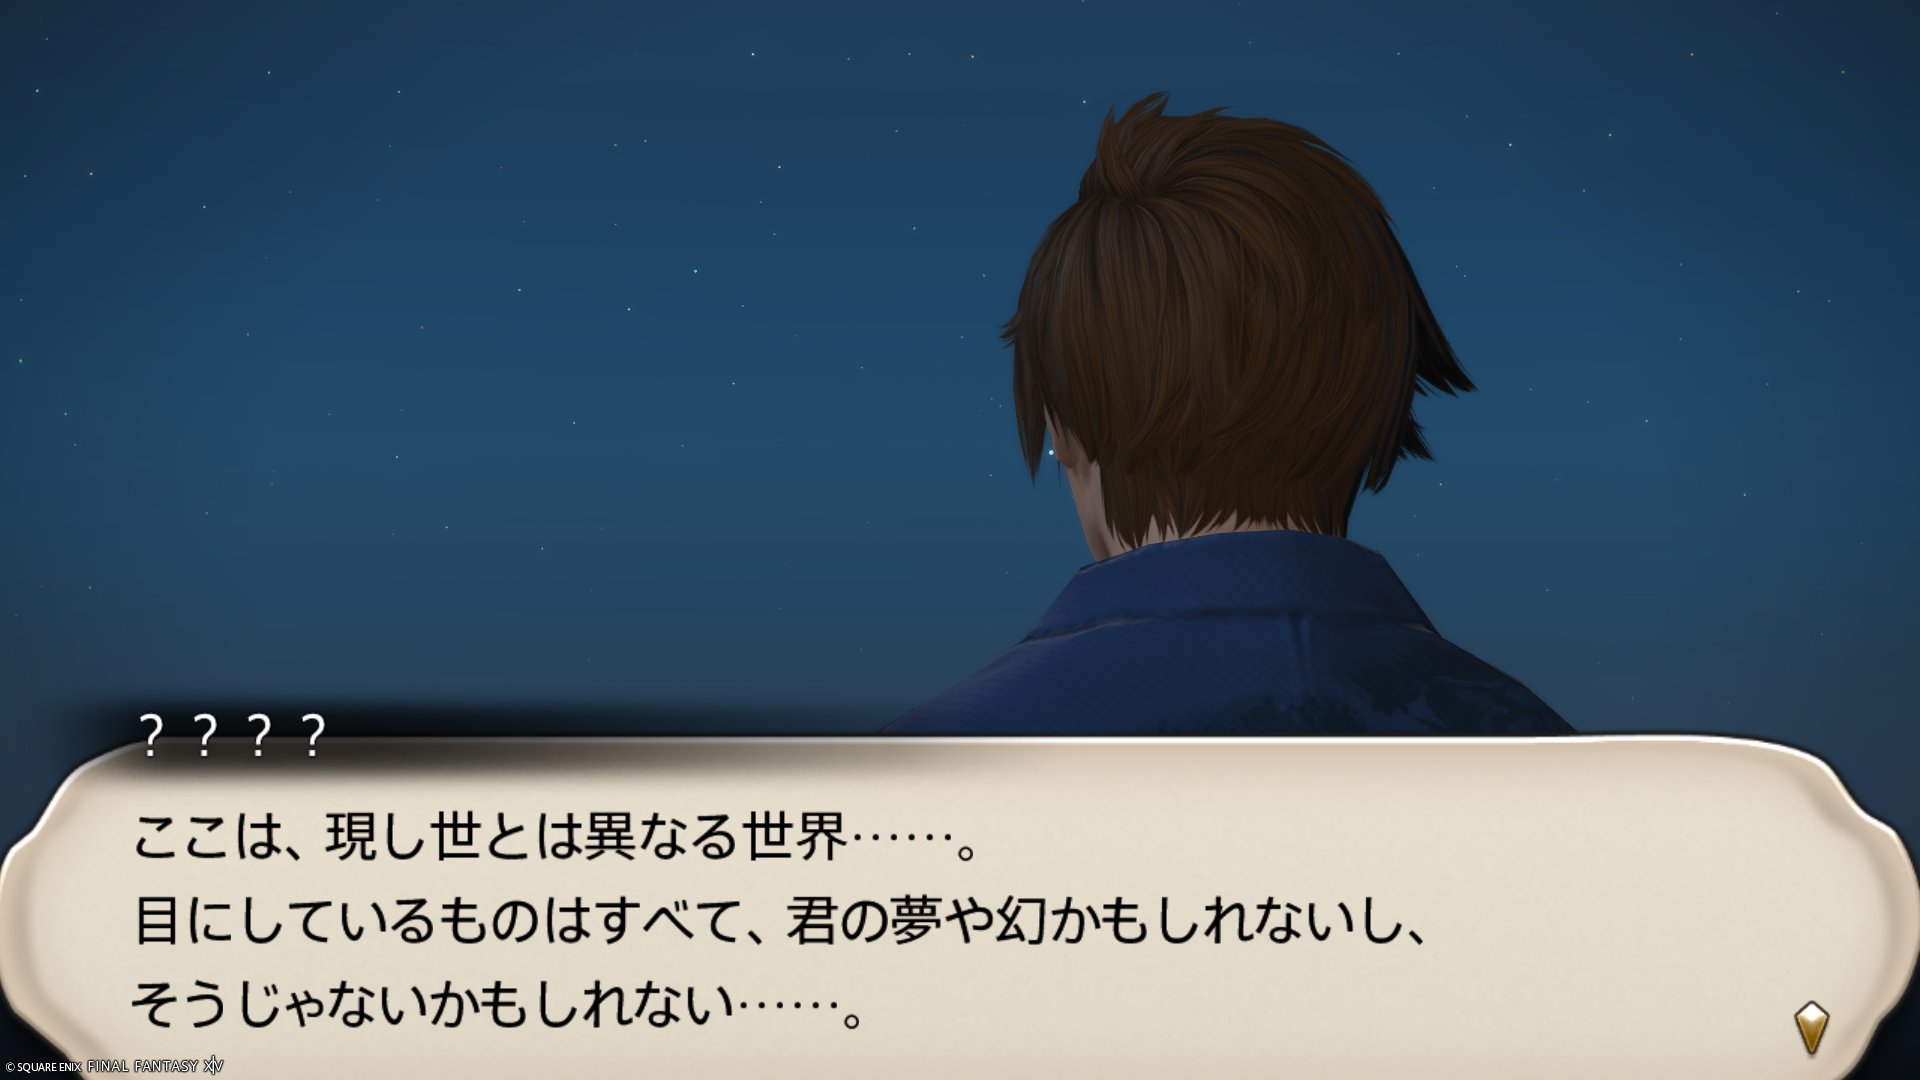 ？？？？
ここは、現し世とは異なる世界……。
目にしているものはすべて、君の夢や幻かもしれないし、
そうじゃないかもしれない……。
© SQUARE ENIX FINAL FANTASY XIV